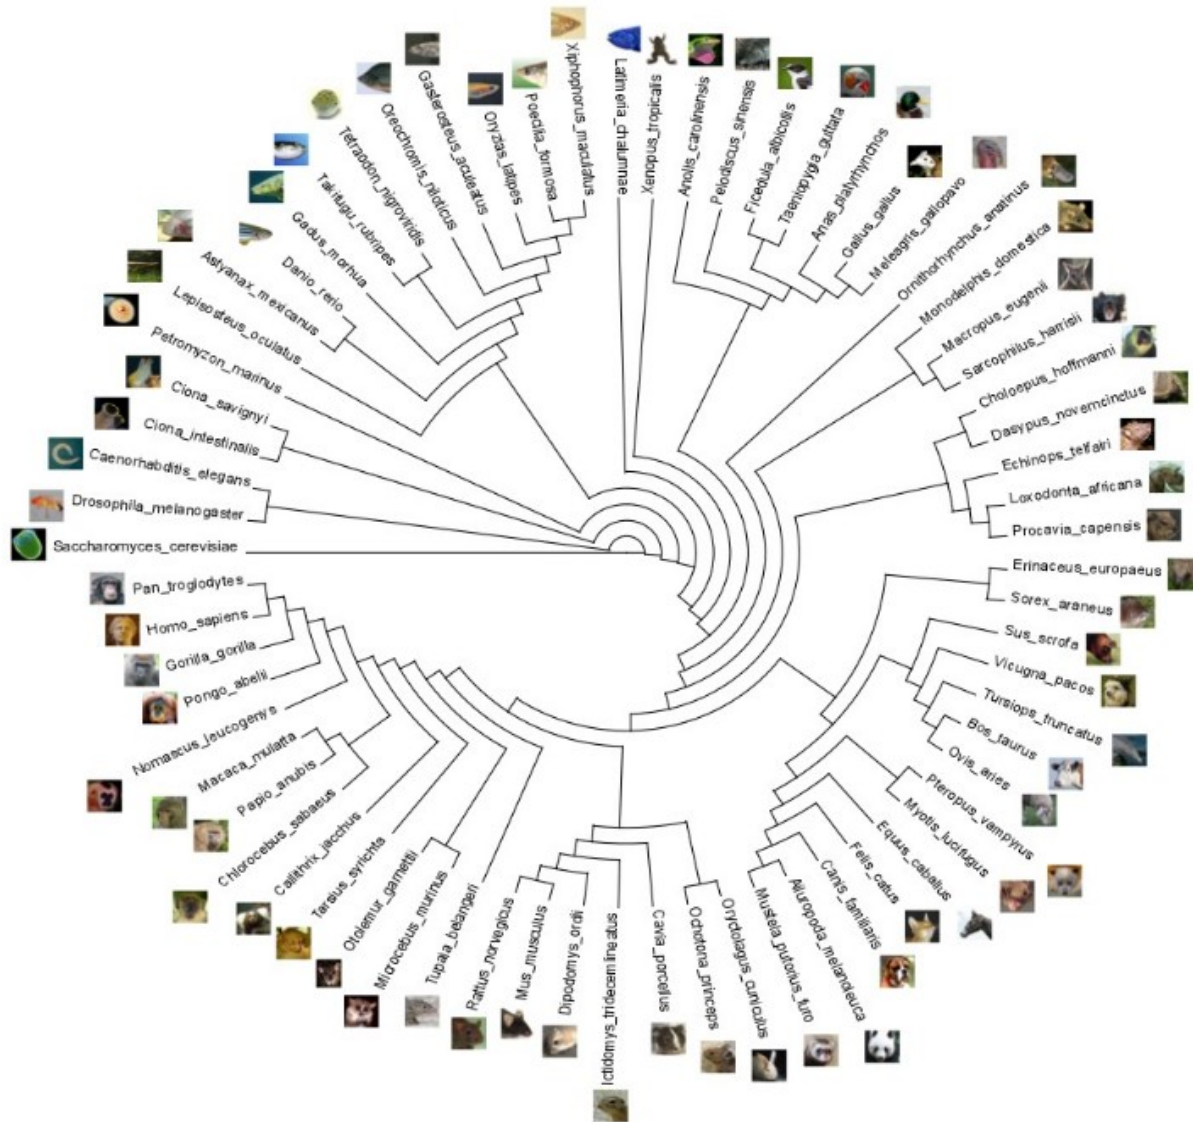 Xiphophorus_maculatus
Latimeria_chalumnae
Xenopus_tropicalis
Anolis_carolinensis
Pelodiscus_sinensis
Ficedula_albicollis
Taeniopygia_guttata
Anas_platyrhynchos
Gallus_gallus
Meleagris_gallopavo
Ornithorhynchus_anatinus
Monodelphis_domestica
Macropus_eugenii
Sarcophilus_harrisii
Choloepus_hoffmanni
Dasypus_novemcinctus
Echinops_telfairi
Loxodonta_africana
Procavia_capensis
Erinaceus_europaeus
Sorex_araneus
Sus_scrofa
Vicugna_pacos
Tursiops_truncatus
Bos_taurus
Ovis_aries
Pteropus_vampyrus
Myotis_lucifugus
Equus_caballus
Felis_catus
Canis_familiaris
Ailuropoda_melanoleuca
Mustela_putorius_furo
Oryctolagus_cuniculus
Ochotona_princeps
Cavia_porcellus
Ictidomys_tridecemlineatus
Dipodomys_ordii
Mus_musculus
Rattus_norvegicus
Tupaia_belangeri
Microcebus_murinus
Otolemur_garnettii
Tarsius_syrichta
Callithrix_jacchus
Chlorocebus_sabaeus
Papio_anubis
Macaca_mulatta
Nomascus_leucogenys
Pongo_abelii
Gorilla_gorilla
Homo_sapiens
Pan_troglodytes
Saccharomyces_cerevisiae
Drosophila_melanogaster
Caenorhabditis_elegans
Ciona_intestinalis
Ciona_savignyi
Petromyzon_marinus
Lepisosteus_oculatus
Astyanax_mexicanus
Danio_rerio
Gadus_morhua
Takifugu_rubripes
Tetraodon_nigroviridis
Oreochromis_niloticus
Gasterosteus_aculeatus
Oryzias_latipes
Poecilia_formosa